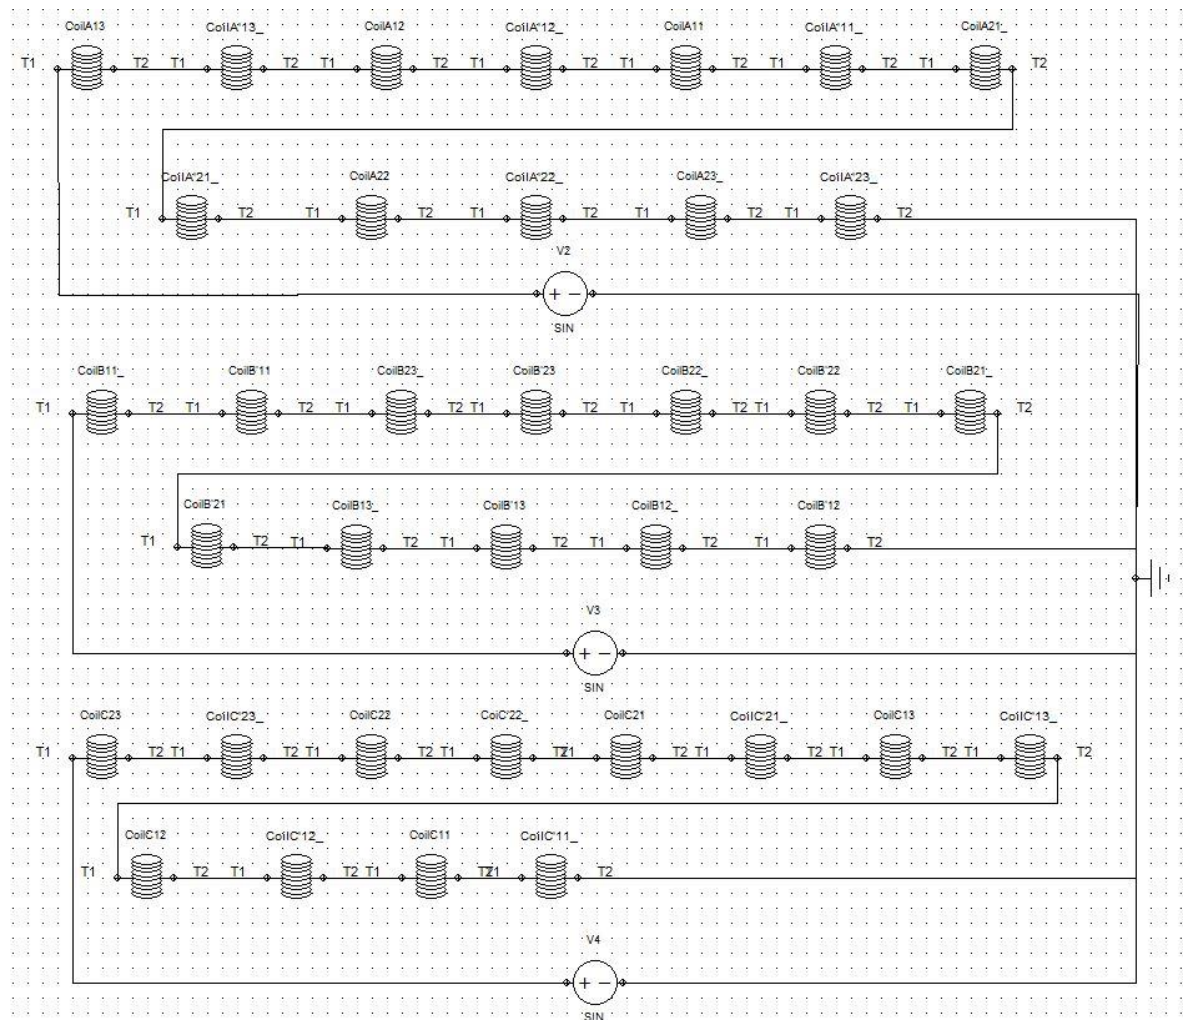 CoilA13 CoilA'13_ CoilA12 CoilA'12_ CoilA11 CoilA'11_ CoilA21_
T1 T2 T1 T2 T1 T2 T1 T2 T1 T2 T1 T2 T1 T2
CoilA'21_ CoilA22 CoilA'22_ CoilA23_ CoilA'23_
T1 T2 T1 T2 T1 T2 T1 T2 T1 T2
V2
+ −
SIN
CoilB11_ CoilB'11 CoilB23_ CoilB'23 CoilB22_ CoilB'22 CoilB21_
T1 T2 T1 T2 T1 T2 T1 T2 T1 T2 T1 T2 T1 T2
CoilB'21 CoilB13_ CoilB'13 CoilB12_ CoilB'12
T1 T2 T1 T2 T1 T2 T1 T2 T1 T2
V3
+ −
SIN
CoilC23 CoilC'23_ CoilC22 CoiC'22_ CoilC21 CoilC'21_ CoilC13 CoilC'13_
T1 T2 T1 T2 T1 T2 T1 T2 T1 T2 T1 T2 T1 T2 T1 T2
CoilC12 CoilC'12_ CoilC11 CoilC'11_
T1 T2 T1 T2 T1 T2 T1 T2
V4
+ −
SIN